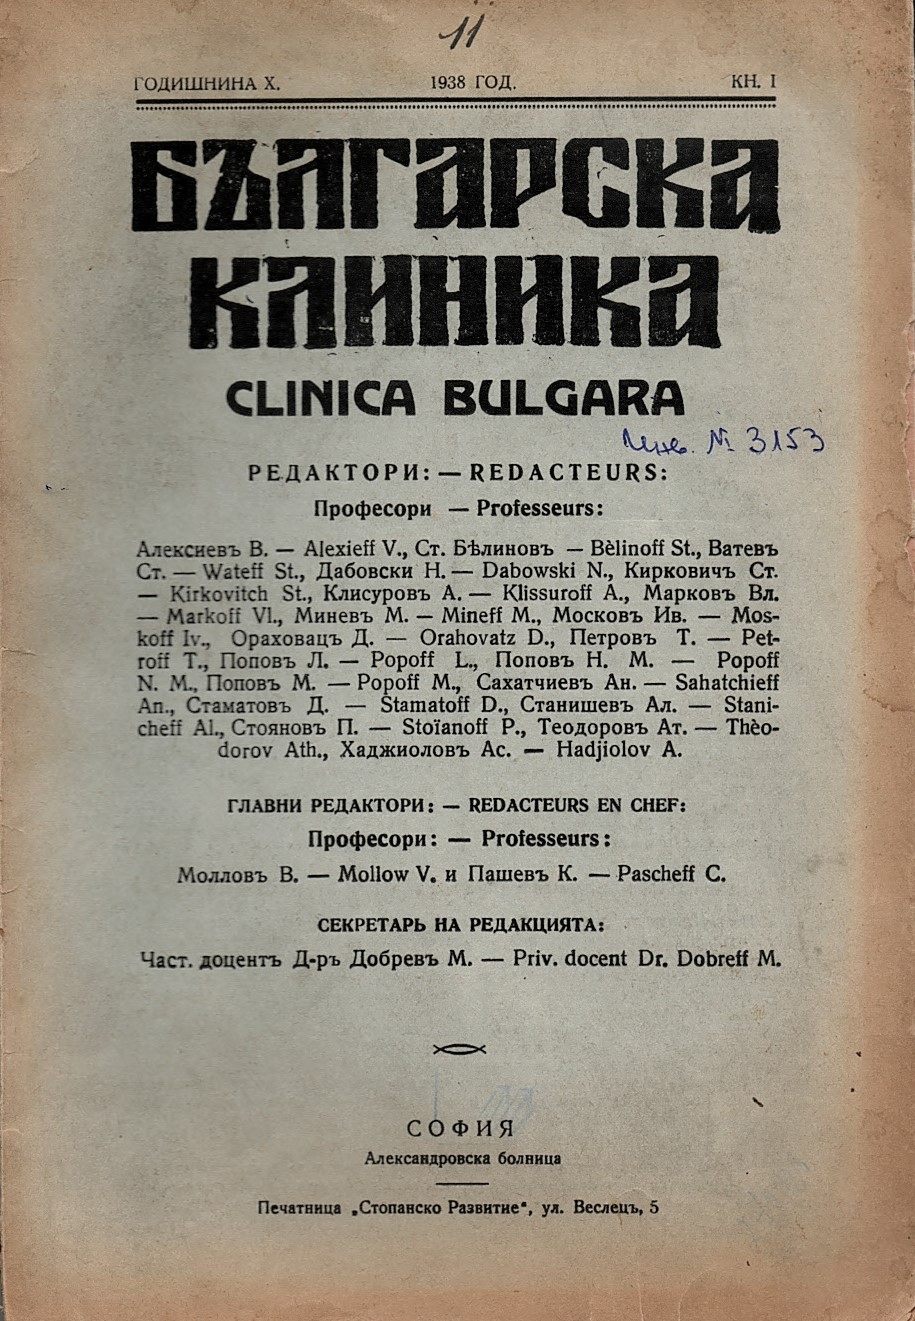 11
ГОДИШНИНА X. 1938 ГОД. КН. I
БЪЛГАРСКА
КЛИНИКА
CLINICA BULGARA
Инв. № 3153
РЕДАКТОРИ: — REDACTEURS:
Професори — Professeurs:
Алексиевъ В. — Alexieff V., Ст. Бѣлиновъ — Bèlinoff St., Ватевъ
Ст. — Wateff St., Дабовски Н. — Dabowski N., Киркович​ъ Ст.
— Kirkovitch St., Клисуровъ А. — Klissuroff A., Марковъ Вл.
— Markoff Vl., Миневъ М. — Mineff M., Московъ Ив. — Mos-
koff Iv., Ораховацъ Д. — Orahovatz D., Петровъ Т. — Pet-
roff T., Поповъ Л. — Popoff L., Поповъ Н. М. — Popoff
N. M., Поповъ М. — Popoff M., Сахатчиевъ Ан. — Sahatchieff
An., Стаматовъ Д. — Stamatoff D., Станишевъ Ал. — Stani-
cheff Al., Стояновъ П. — Stoïanoff P., Теодоровъ Ат. — Thèo-
dorov Ath., Хаджиоловъ Ас. — Hadjiolov A.
ГЛАВНИ РЕДАКТОРИ: — REDACTEURS EN CHEF:
Професори: — Professeurs:
Молловъ В. — Mollow V. и Пашевъ К. — Pascheff C.
СЕКРЕТАРЬ НА РЕДАКЦИЯТА:
Част. доцентъ Д-ръ Добревъ М. — Priv. docent Dr. Dobreff M.
СОФИЯ
Александровска болница
Печатница „Стопанско Развитие", ул. Веслецъ, 5